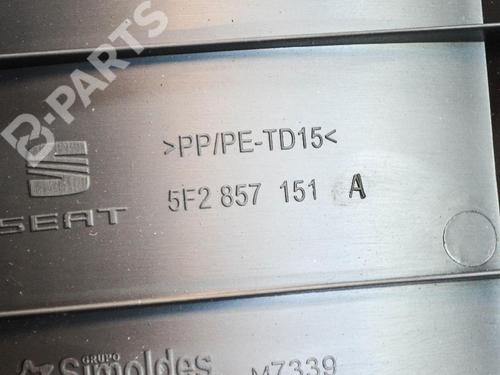 B-PARTS
>PP/PE-TD15<
5F2 857 151 A
SEAT
GRUPO
Simoldes
M7339